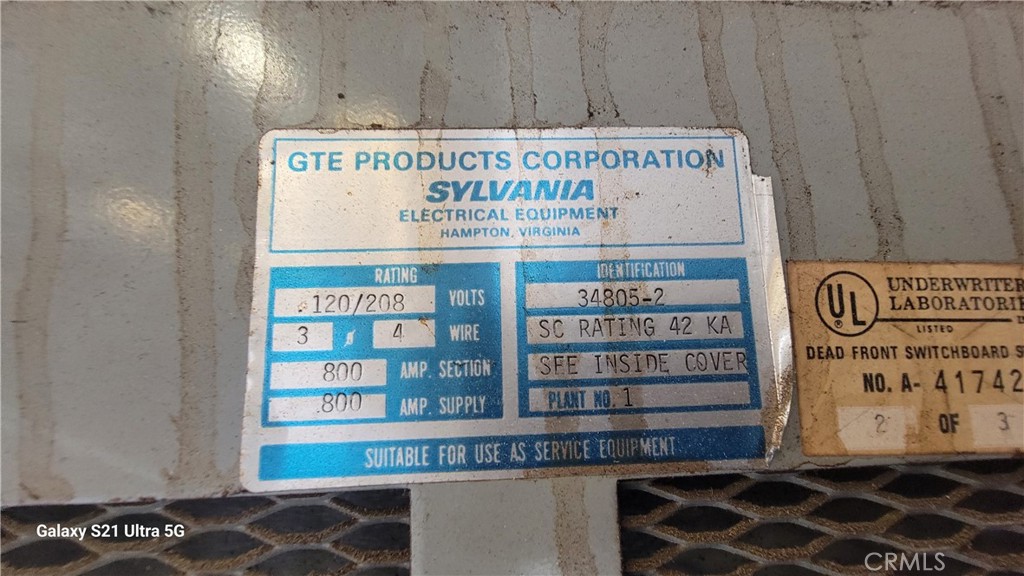 GTE PRODUCTS CORPORATION
SYLVANIA
ELECTRICAL EQUIPMENT
HAMPTON, VIRGINIA
RATING
120/208 VOLTS
3 ø 4 WIRE
800 AMP. SECTION
800 AMP. SUPPLY
IDENTIFICATION
34805-2
SC RATING 42 KA
SEE INSIDE COVER
PLANT NO. 1
SUITABLE FOR USE AS SERVICE EQUIPMENT
UL
UNDERWRITER
LABORATORIE
LISTED
DEAD FRONT SWITCHBOARD S
NO. A- 41742
2 OF 3
Galaxy S21 Ultra 5G
CRMLS